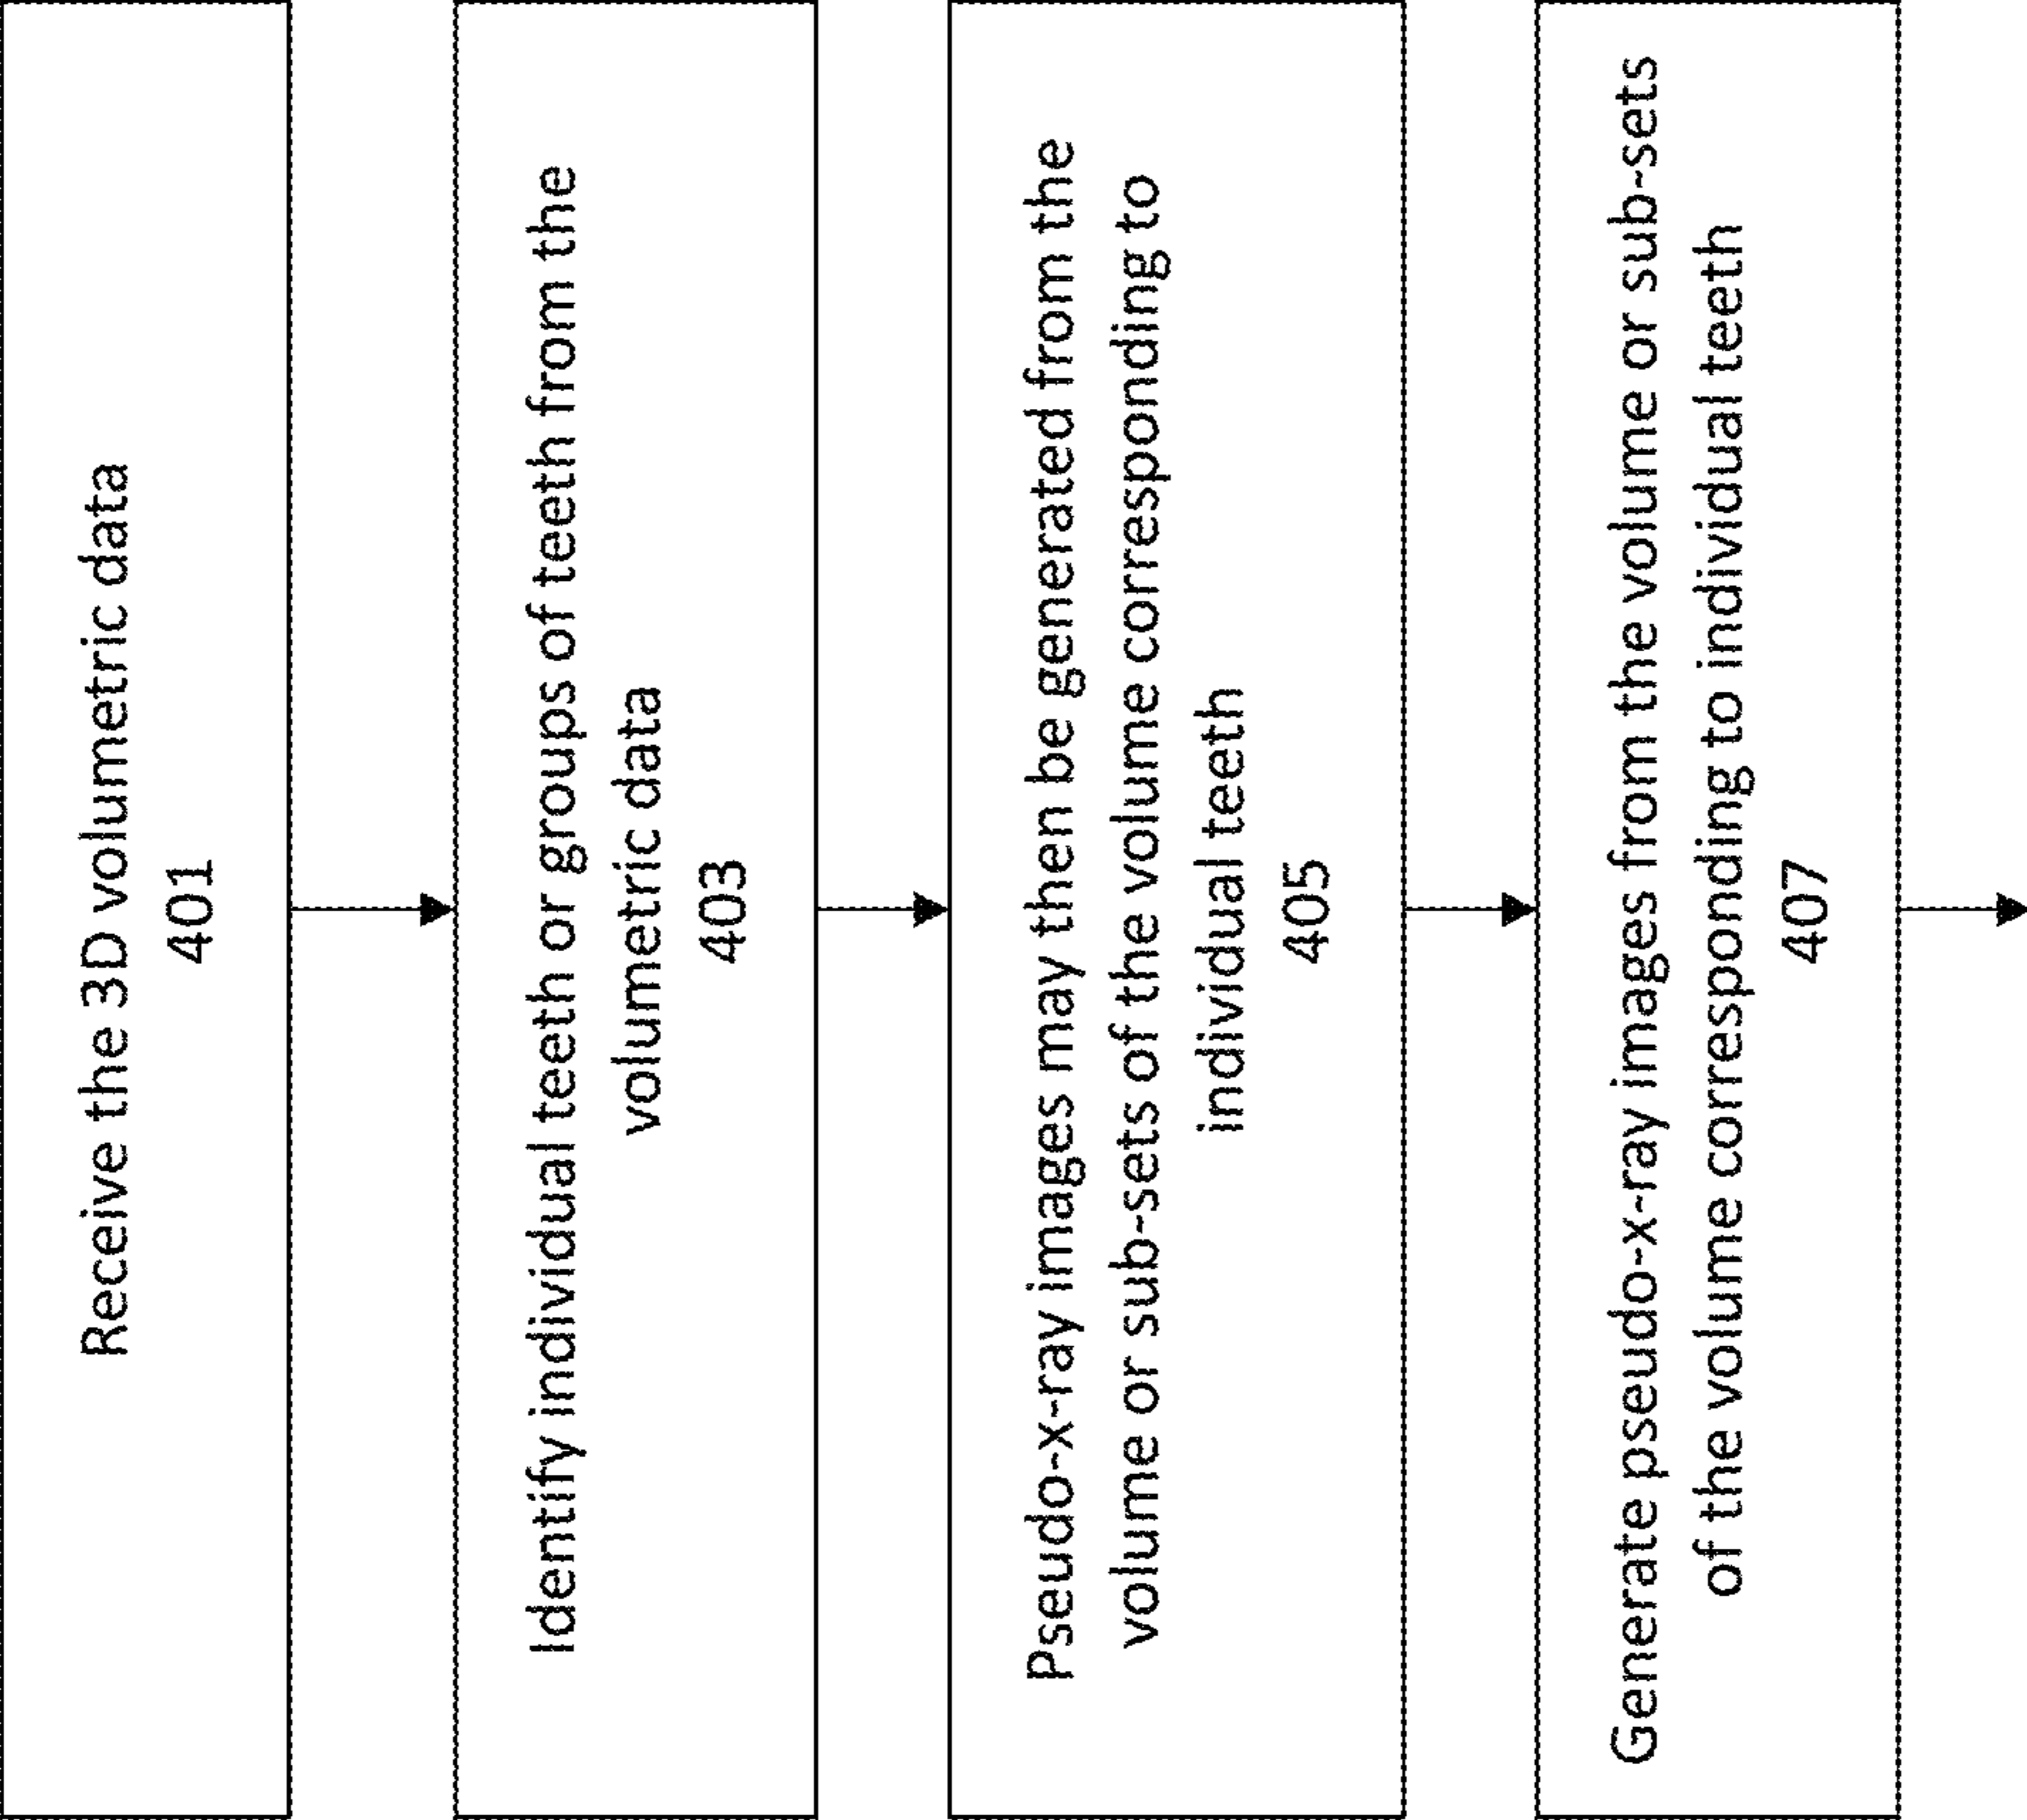 Receive the 3D volumetric data
401
Identify individual teeth or groups of teeth from the
volumetric data
403
Pseudo-x-ray images may then be generated from the
volume or sub-sets of the volume corresponding to
individual teeth
405
Generate pseudo-x-ray images from the volume or sub-sets
of the volume corresponding to individual teeth
407